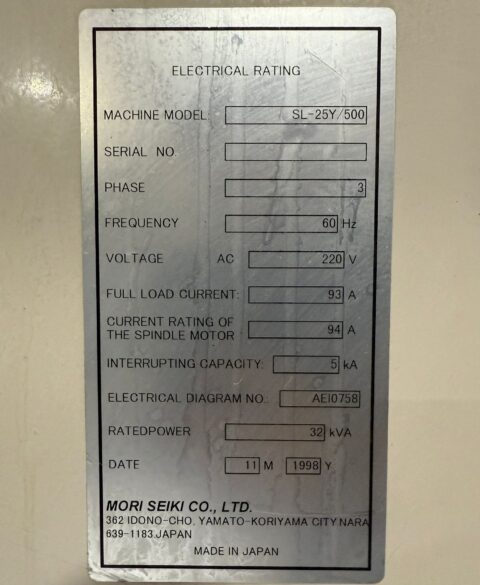 ELECTRICAL RATING
MACHINE MODEL: SL-25Y/500
SERIAL NO.
PHASE 3
FREQUENCY 60 Hz
VOLTAGE AC 220 V
FULL LOAD CURRENT: 93 A
CURRENT RATING OF
THE SPINDLE MOTOR 94 A
INTERRUPTING CAPACITY: 5 kA
ELECTRICAL DIAGRAM NO.: AEI0758
RATEDPOWER 32 kVA
DATE 11 M 1998 Y
MORI SEIKI CO., LTD.
362 IDONO-CHO, YAMATO-KORIYAMA CITY, NARA
639-1183, JAPAN
MADE IN JAPAN